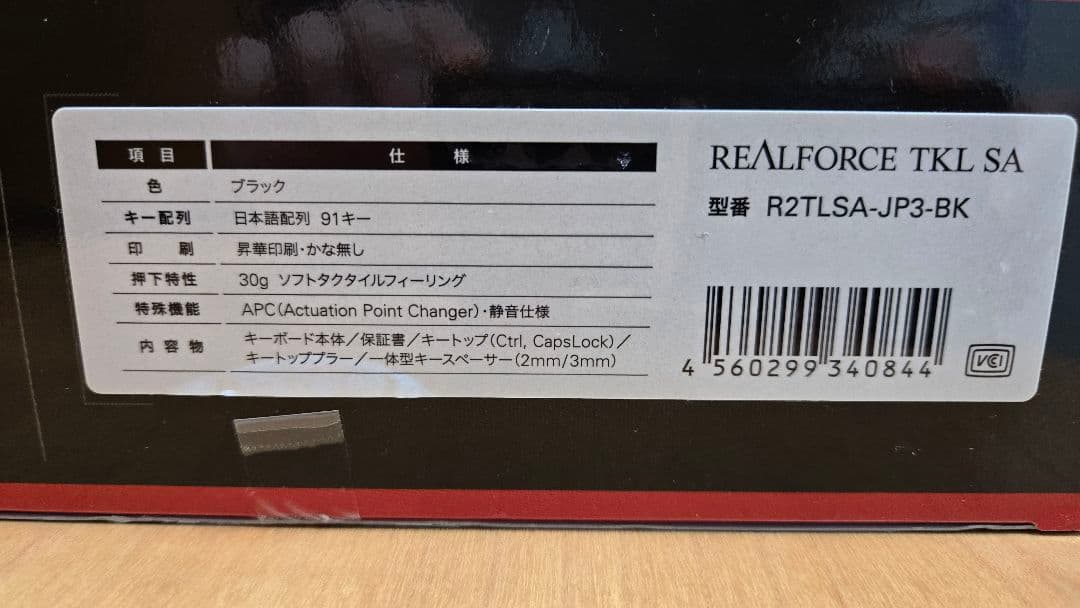 項目 仕様
色 ブラック
キー配列 日本語配列 91キー
印刷 昇華印刷・かな無し
押下特性 30g ソフトタクタイルフィーリング
特殊機能 APC(Actuation Point Changer)・静音仕様
内容物 キーボード本体／保証書／キートップ(Ctrl, CapsLock)／
キートッププラー／一体型キースペーサー(2mm/3mm)
REALFORCE TKL SA
型番 R2TLSA-JP3-BK
4 560299 340844
VCI